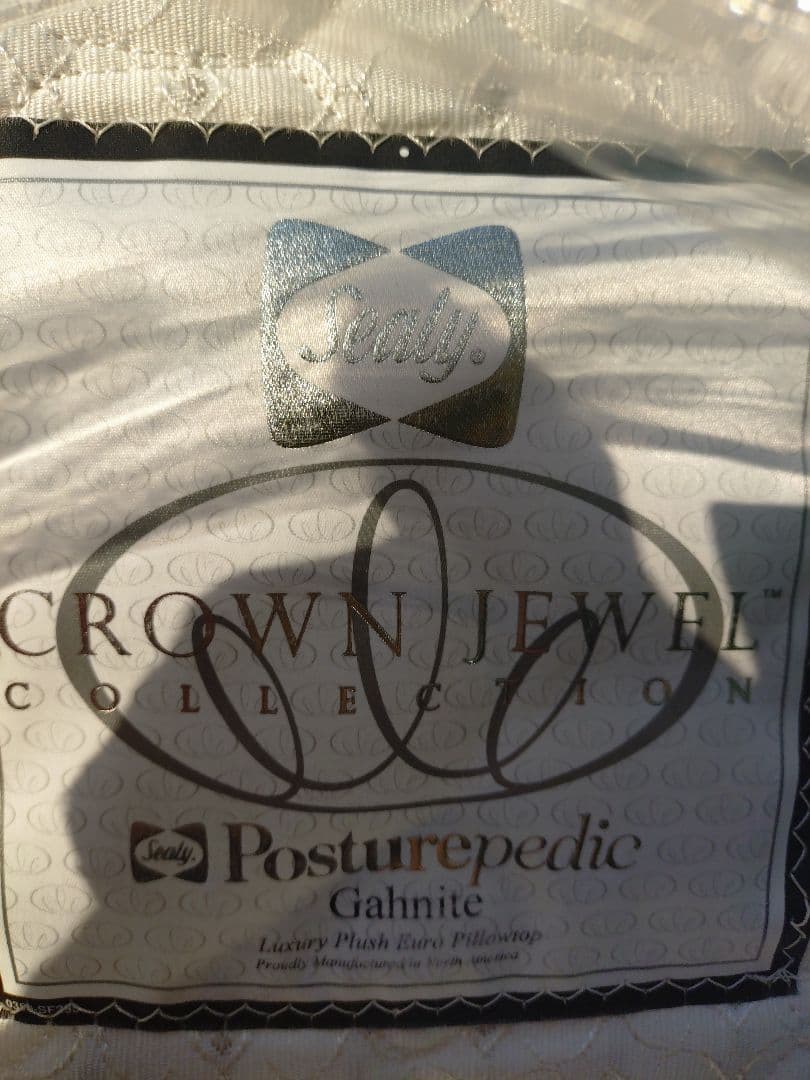 Sealy.
CROWN JEWEL™
COLLECTION
Sealy. Posturepedic
Gahnite
Luxury Plush Euro Pillowtop
Proudly Manufactured in North America